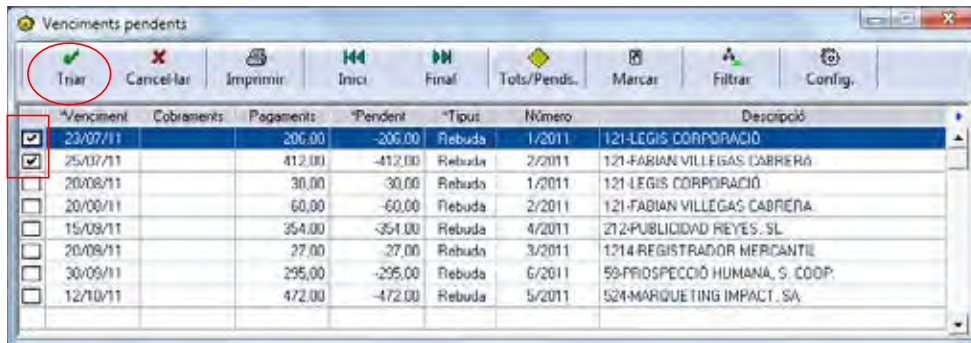 Venciments pendents
Triar Cancel·lar Imprimir Inici Final Tots/Pends. Marcar Filtrar Config.
*Venciment Cobraments Pagaments *Pendent *Tipus Número Descripció
23/07/11 206,00 -206,00 Rebuda 1/2011 121-LEGIS CORPORACIÓ
25/07/11 412,00 -412,00 Rebuda 2/2011 121-FABIAN VILLEGAS CABRERA
20/08/11 30,00 -30,00 Rebuda 1/2011 121-LEGIS CORPORACIÓ
20/08/11 60,00 -60,00 Rebuda 2/2011 121-FABIAN VILLEGAS CABRERA
15/09/11 354,00 -354,00 Rebuda 4/2011 212-PUBLICIDAD REYES, SL
20/09/11 27,00 -27,00 Rebuda 3/2011 1214-REGISTRADOR MERCANTIL
30/09/11 295,00 -295,00 Rebuda 6/2011 59-PROSPECCIÓ HUMANA, S. COOP.
12/10/11 472,00 -472,00 Rebuda 5/2011 524-MARQUETING IMPACT, SA